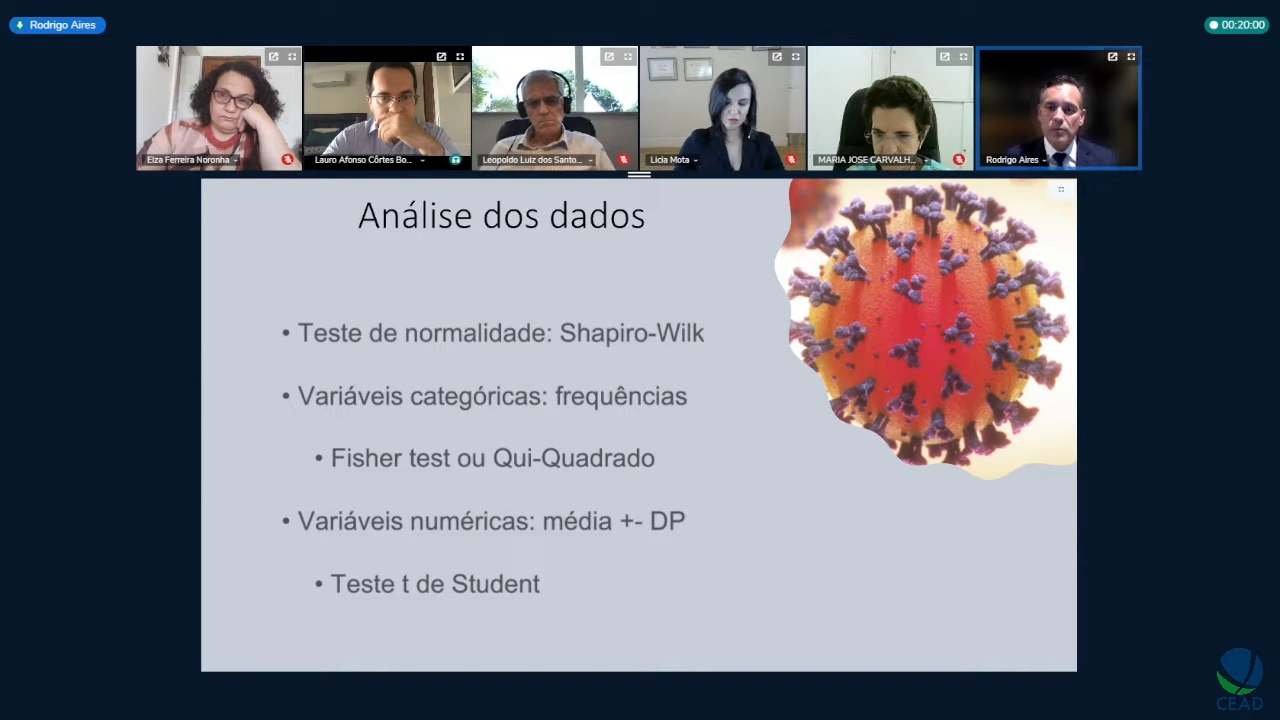 Rodrigo Aires
00:20:00
Elza Ferreira Noronha
Lauro Afonso Côrtes Bo...
Leopoldo Luiz dos Santo...
Licia Mota
MARIA JOSE CARVALH...
Rodrigo Aires
Análise dos dados
• Teste de normalidade: Shapiro-Wilk
• Variáveis categóricas: frequências
• Fisher test ou Qui-Quadrado
• Variáveis numéricas: média +- DP
• Teste t de Student
CEAD